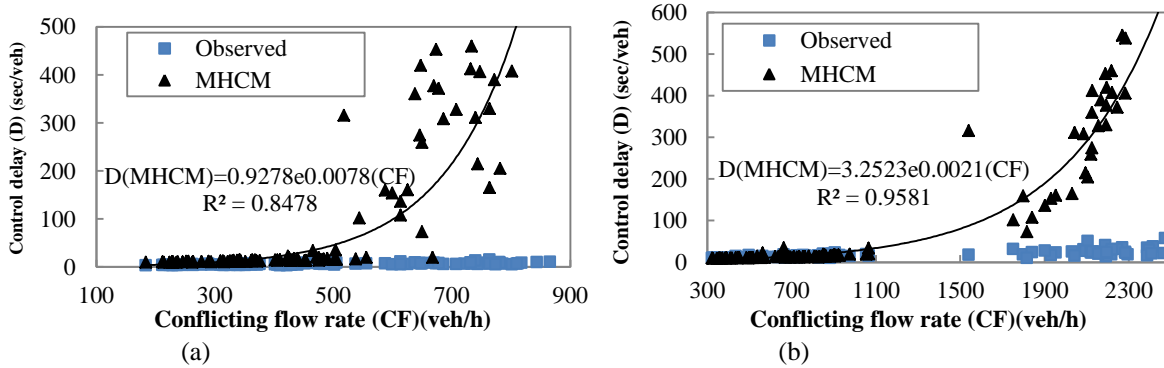 Control delay (D) (sec/veh)
500
400
300
200
100
0
Observed
MHCM
D(MHCM)=0.9278e0.0078(CF)
R² = 0.8478
100 300 500 700 900
Conflicting flow rate (CF)(veh/h)
(a)
Control delay (D) (sec/veh)
600
500
400
300
200
100
0
Observed
MHCM
D(MHCM)=3.2523e0.0021(CF)
R² = 0.9581
300 700 1100 1500 1900 2300
Conflicting flow rate (CF)(veh/h)
(b)